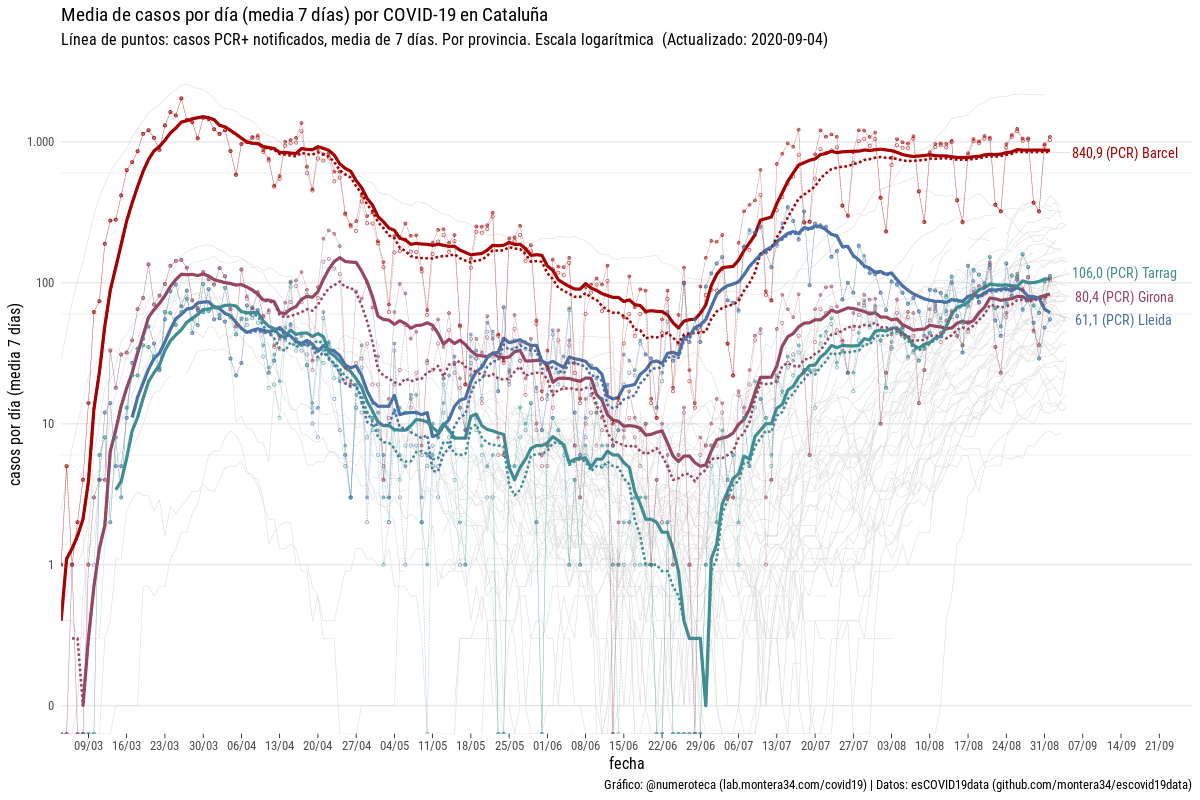 Media de casos por día (media 7 días) por COVID-19 en Cataluña
Línea de puntos: casos PCR+ notificados, media de 7 días. Por provincia. Escala logarítmica (Actualizado: 2020-09-04)
casos por día (media 7 días)
1.000
100
10
1
0
840,9 (PCR) Barcel
106,0 (PCR) Tarrag
80,4 (PCR) Girona
61,1 (PCR) Lleida
09/03 16/03 23/03 30/03 06/04 13/04 20/04 27/04 04/05 11/05 18/05 25/05 01/06 08/06 15/06 22/06 29/06 06/07 13/07 20/07 27/07 03/08 10/08 17/08 24/08 31/08 07/09 14/09 21/09
fecha
Gráfico: @numeroteca (lab.montera34.com/covid19) | Datos: esCOVID19data (github.com/montera34/escovid19data)